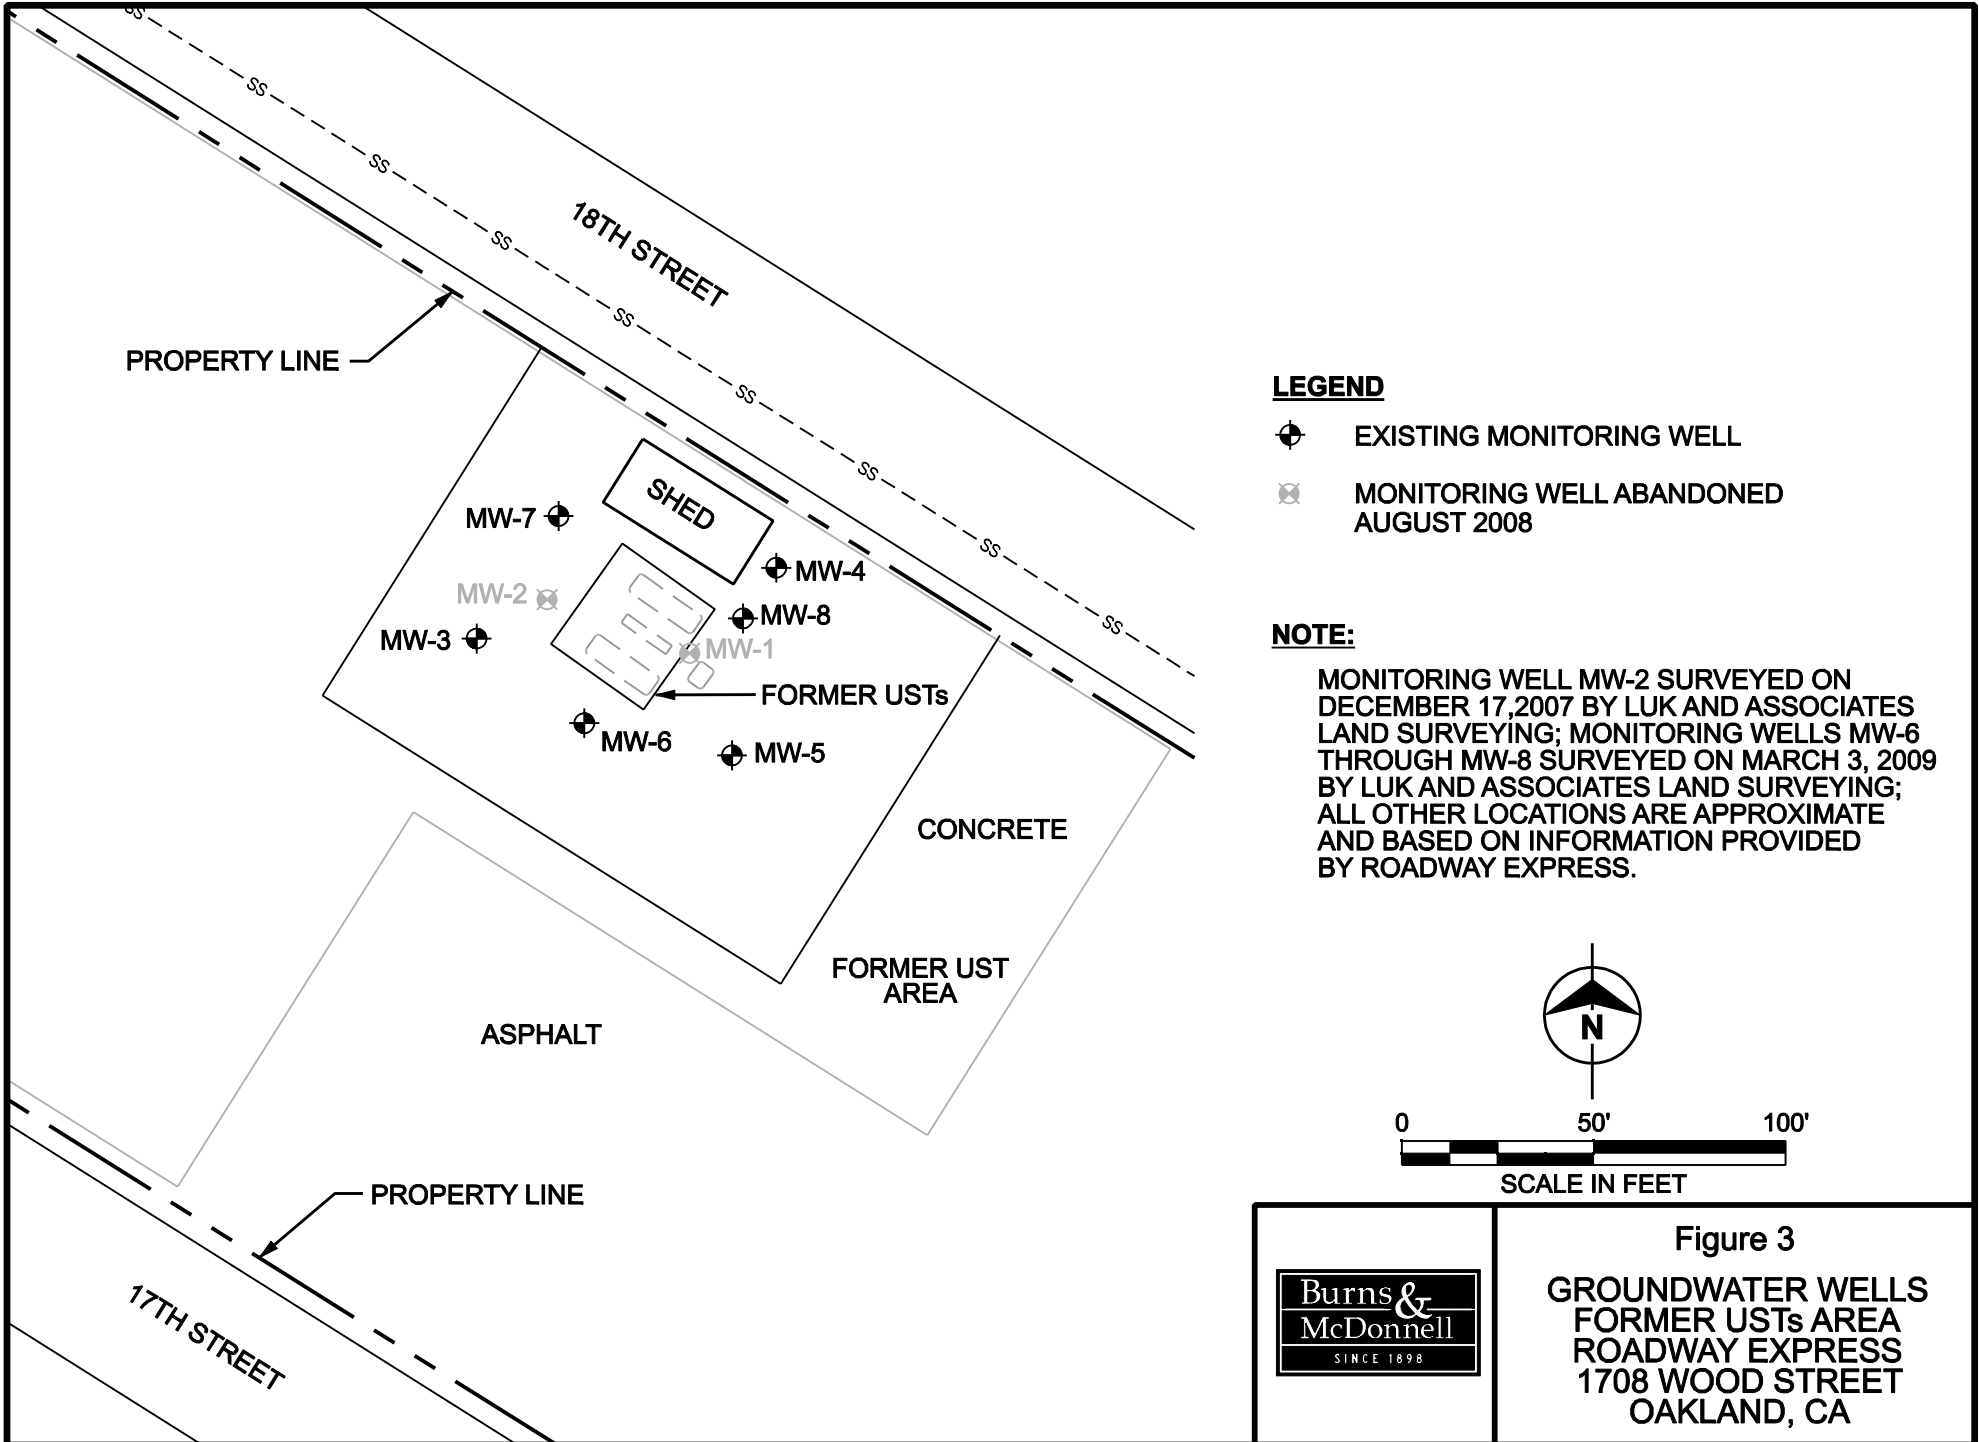 SS
SS
SS
SS
SS
SS
SS
SS
SS
18TH STREET
PROPERTY LINE
SHED
MW-7
MW-4
MW-2
MW-8
MW-3
MW-1
FORMER USTs
MW-6
MW-5
CONCRETE
FORMER UST
AREA
ASPHALT
PROPERTY LINE
17TH STREET
LEGEND
EXISTING MONITORING WELL
MONITORING WELL ABANDONED
AUGUST 2008
NOTE:
MONITORING WELL MW-2 SURVEYED ON
DECEMBER 17,2007 BY LUK AND ASSOCIATES
LAND SURVEYING; MONITORING WELLS MW-6
THROUGH MW-8 SURVEYED ON MARCH 3, 2009
BY LUK AND ASSOCIATES LAND SURVEYING;
ALL OTHER LOCATIONS ARE APPROXIMATE
AND BASED ON INFORMATION PROVIDED
BY ROADWAY EXPRESS.
N
0 50' 100'
SCALE IN FEET
Burns &
McDonnell
SINCE 1898
Figure 3
GROUNDWATER WELLS
FORMER USTs AREA
ROADWAY EXPRESS
1708 WOOD STREET
OAKLAND, CA